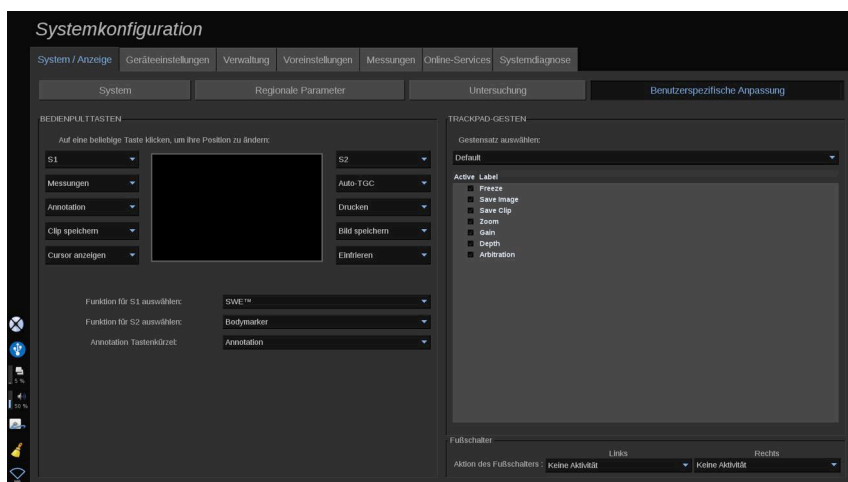 Systemkonfiguration
System / Anzeige Geräteeinstellungen Verwaltung Voreinstellungen Messungen Online-Services Systemdiagnose
System Regionale Parameter Untersuchung Benutzerspezifische Anpassung
BEDIENPULTTASTEN
Auf eine beliebige Taste klicken, um ihre Position zu ändern:
S1 S2
Messungen Auto-TGC
Annotation Drucken
Clip speichern Bild speichern
Cursor anzeigen Einfrieren
Funktion für S1 auswählen: SWE™
Funktion für S2 auswählen: Bodymarker
Annotation Tastenkürzel: Annotation
TRACKPAD-GESTEN
Gestensatz auswählen:
Default
Active Label
Freeze
Save Image
Save Clip
Zoom
Gain
Depth
Arbitration
Fußschalter
Links Rechts
Aktion des Fußschalters : Keine Aktivität Keine Aktivität
5 %
50 %